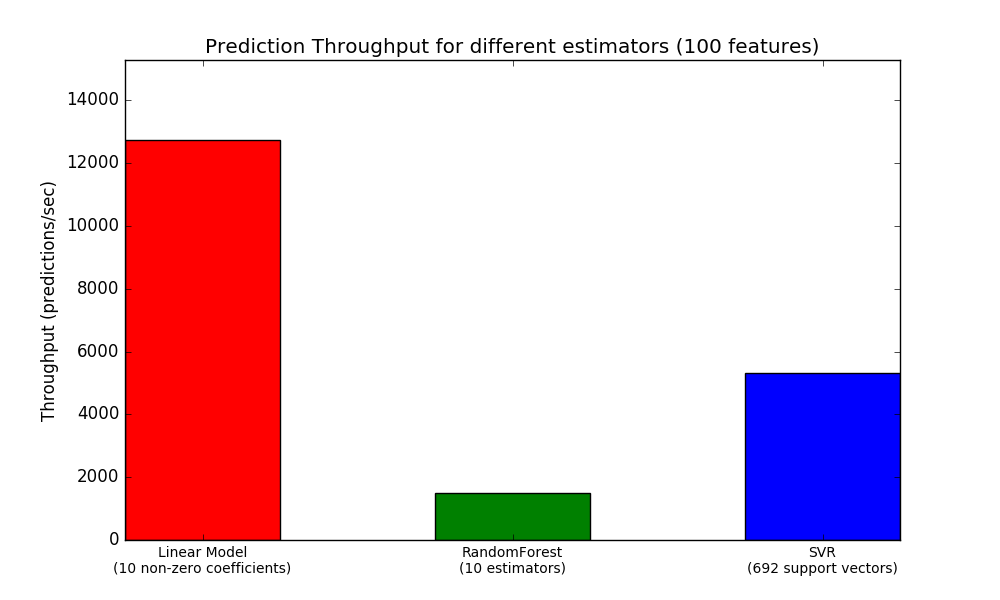 Prediction Throughput for different estimators (100 features)
Throughput (predictions/sec)
14000
12000
10000
8000
6000
4000
2000
0
Linear Model
(10 non-zero coefficients)
RandomForest
(10 estimators)
SVR
(692 support vectors)